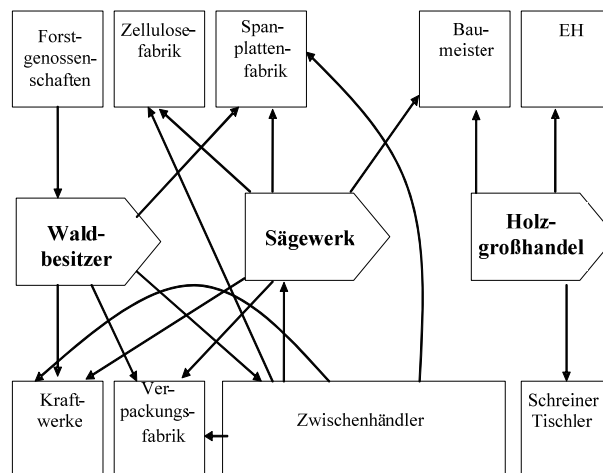 Forst-
genossen-
schaften
Zellulose-
fabrik
Span-
platten-
fabrik
Bau-
meister
EH
Wald-
besitzer
Sägewerk
Holz-
großhandel
Kraft-
werke
Ver-
packungs-
fabrik
Zwischenhändler
Schreiner
Tischler